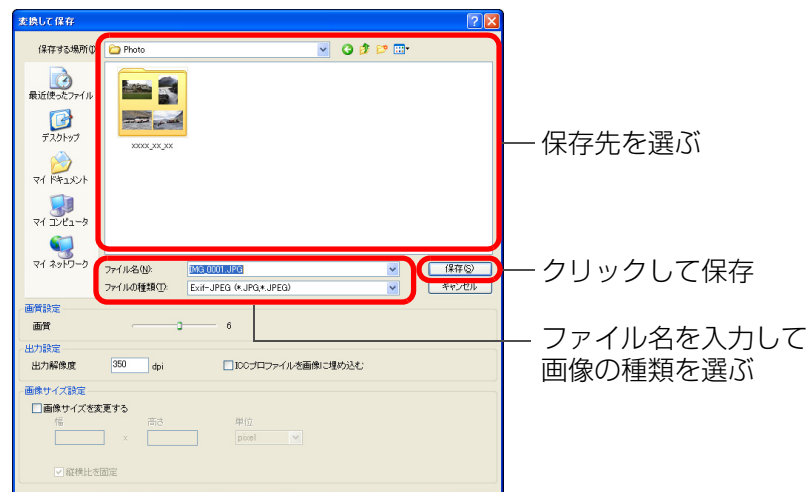 変換して保存
保存する場所(I):
Photo
最近使ったファイル
デスクトップ
マイ ドキュメント
マイ コンピュータ
マイ ネットワーク
xxxx_xx_xx
保存先を選ぶ
ファイル名(N):
IMG_0001.JPG
保存(S)
クリックして保存
ファイルの種類(T):
Exif-JPEG (*.JPG,*.JPEG)
キャンセル
ファイル名を入力して
画像の種類を選ぶ
画質設定
画質
6
出力設定
出力解像度
350
dpi
ICCプロファイルを画像に埋め込む
画像サイズ設定
画像サイズを変更する
幅
高さ
単位
x
pixel
縦横比を固定